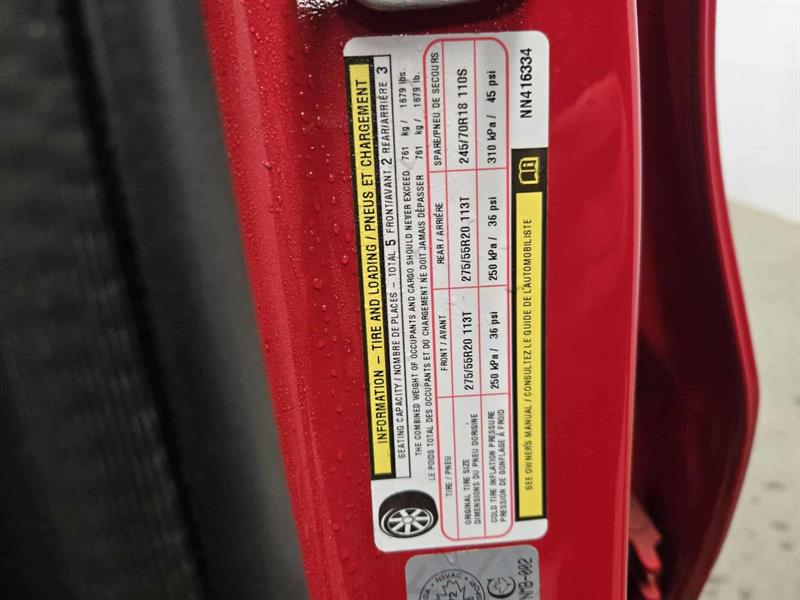 INFORMATION – TIRE AND LOADING / PNEUS ET CHARGEMENT
SEATING CAPACITY / NOMBRE DE PLACES – TOTAL 5 FRONT/AVANT 2 REAR/ARRIÈRE 3
THE COMBINED WEIGHT OF OCCUPANTS AND CARGO SHOULD NEVER EXCEED 761 kg / 1679 lbs.
LE POIDS TOTAL DES OCCUPANTS ET DU CHARGEMENT NE DOIT JAMAIS DÉPASSER 761 kg / 1679 lb.
TIRE / PNEU FRONT / AVANT REAR / ARRIÈRE SPARE/PNEU DE SECOURS
ORIGINAL TIRE SIZE
DIMENSIONS DU PNEU D'ORIGINE
275/55R20 113T 275/55R20 113T 245/70R18 110S
COLD TIRE INFLATION PRESSURE
PRESSION DE GONFLAGE À FROID
250 kPa / 36 psi 250 kPa / 36 psi 310 kPa / 45 psi
SEE OWNERS MANUAL / CONSULTEZ LE GUIDE DE L'AUTOMOBILISTE
NN416334
NSVAC